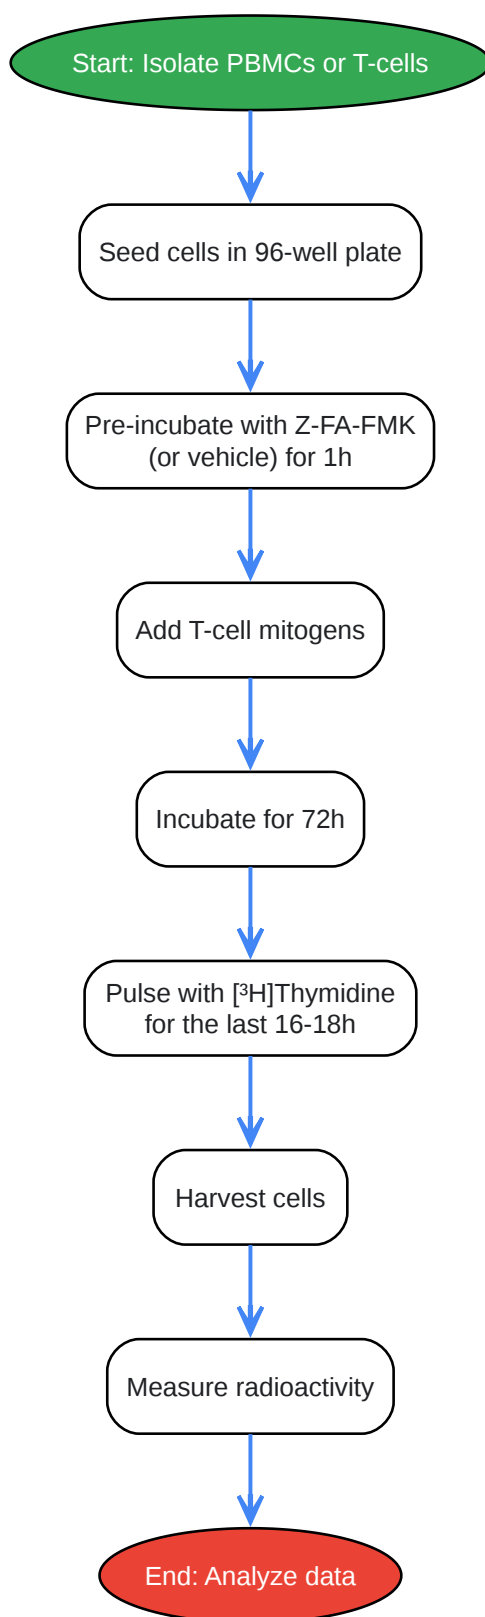 Start: Isolate PBMCs or T-cells
Seed cells in 96-well plate
Pre-incubate with Z-FA-FMK
(or vehicle) for 1h
Add T-cell mitogens
Incubate for 72h
Pulse with [³H]Thymidine
for the last 16-18h
Harvest cells
Measure radioactivity
End: Analyze data